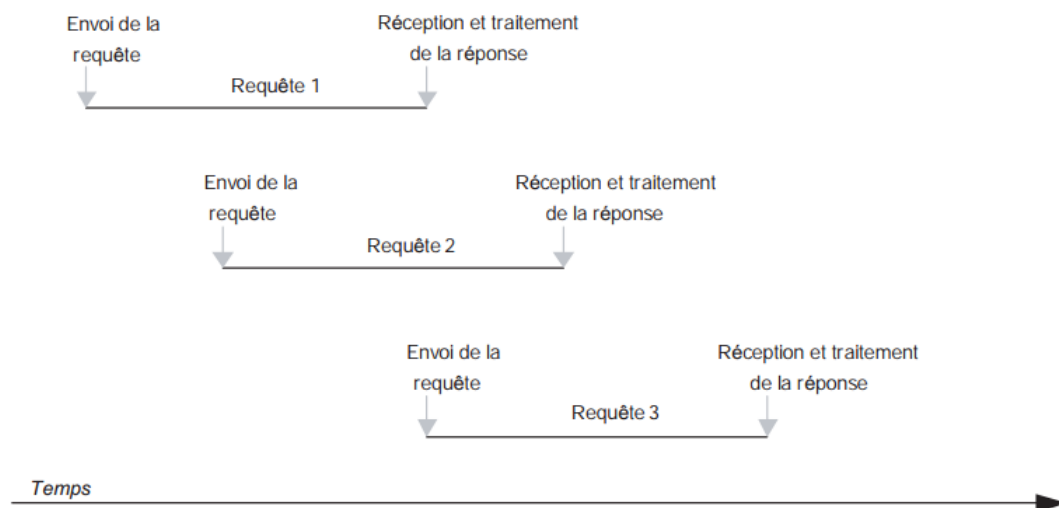 Envoi de la
requête
Réception et traitement
de la réponse
Requête 1
Envoi de la
requête
Réception et traitement
de la réponse
Requête 2
Envoi de la
requête
Réception et traitement
de la réponse
Requête 3
Temps